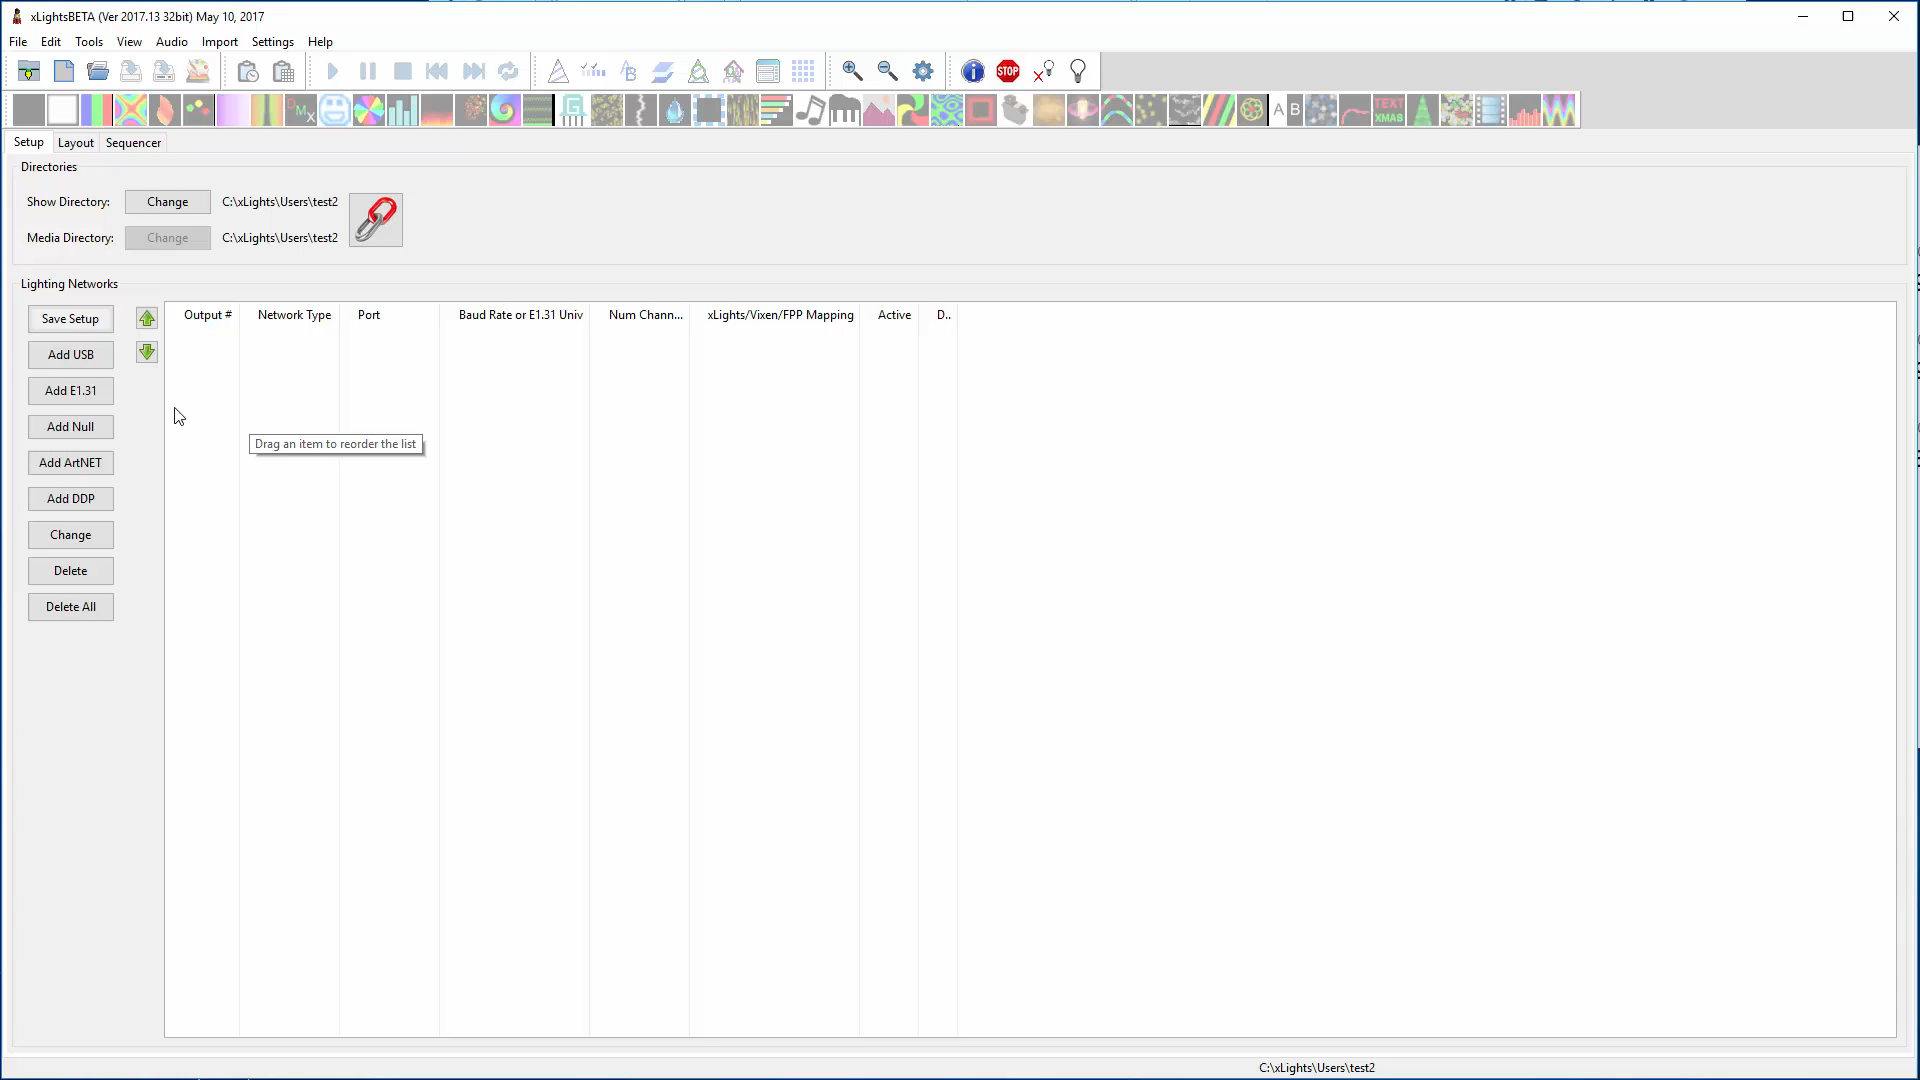 xLightsBETA (Ver 2017.13 32bit) May 10, 2017
File Edit Tools View Audio Import Settings Help
STOP
DMX
A B
TEXT XMAS
Setup Layout Sequencer
Directories
Show Directory: Change C:\xLights\Users\test2
Media Directory: Change C:\xLights\Users\test2
Lighting Networks
Save Setup
Add USB
Add E1.31
Add Null
Add ArtNET
Add DDP
Change
Delete
Delete All
Output # Network Type Port Baud Rate or E1.31 Univ Num Chann... xLights/Vixen/FPP Mapping Active D..
Drag an item to reorder the list
C:\xLights\Users\test2